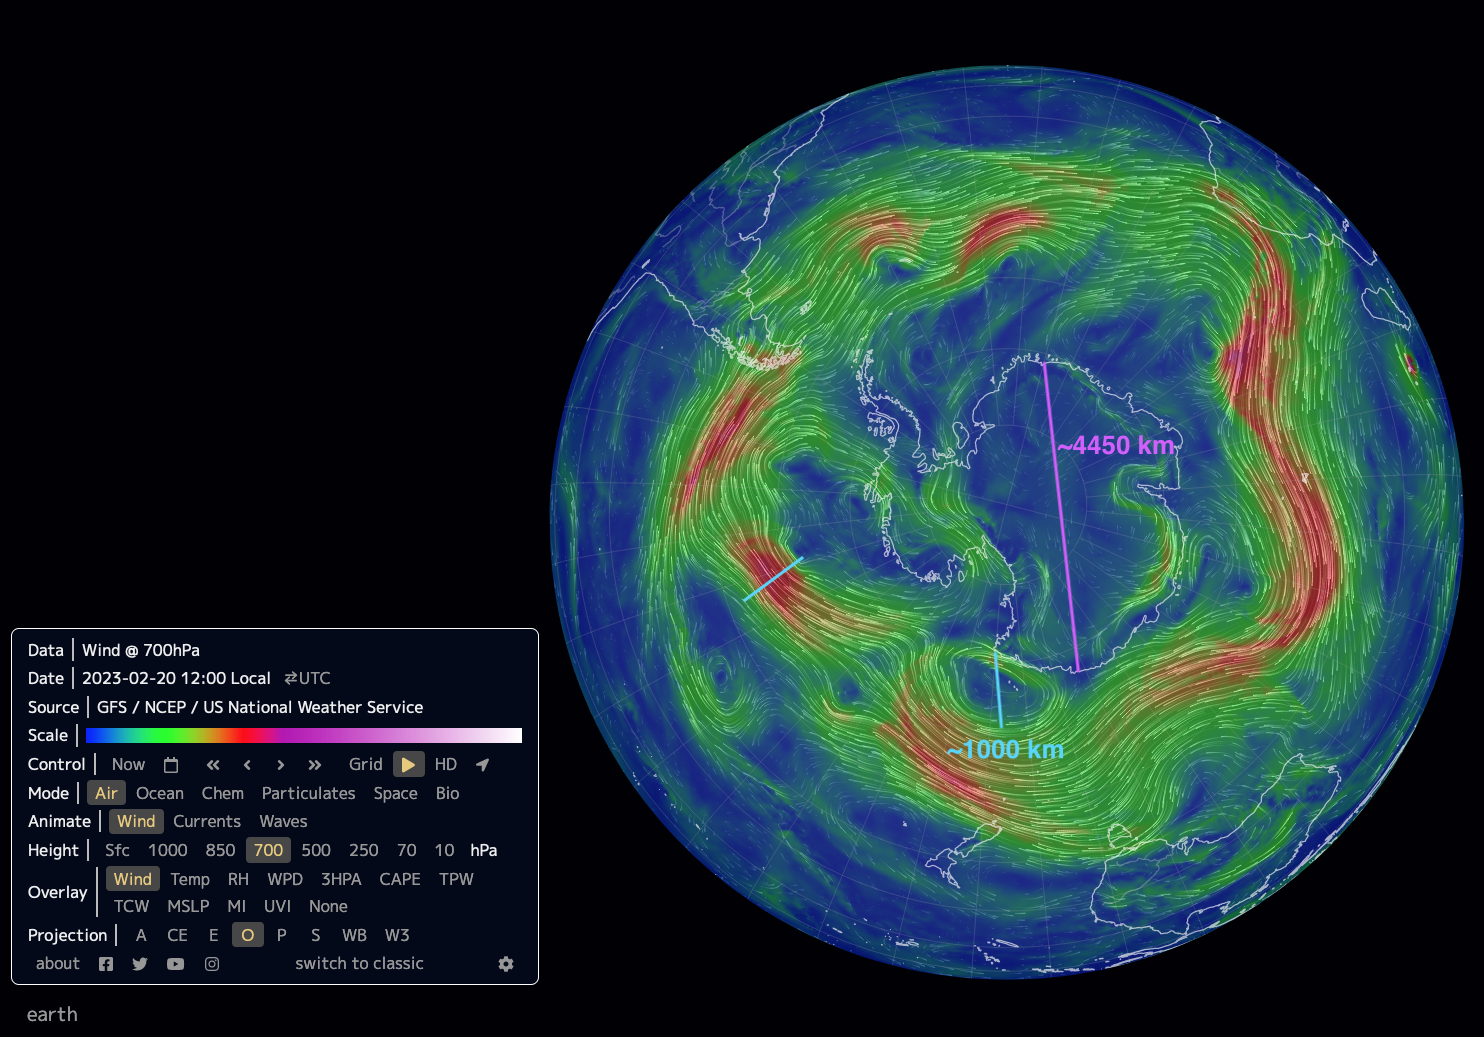 ~4450 km
~1000 km
Data | Wind @ 700hPa
Date | 2023-02-20 12:00 Local ⇄UTC
Source | GFS / NCEP / US National Weather Service
Scale |
Control | Now « ‹ › » Grid ▶ HD
Mode | Air Ocean Chem Particulates Space Bio
Animate | Wind Currents Waves
Height | Sfc 1000 850 700 500 250 70 10 hPa
Overlay | Wind Temp RH WPD 3HPA CAPE TPW
TCW MSLP MI UVI None
Projection | A CE E O P S WB W3
about switch to classic
earth